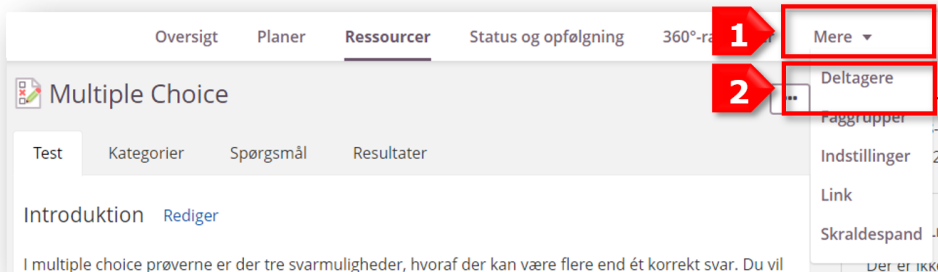 Oversigt Planer Ressourcer Status og opfølgning 360°-ra Mere
1
Multiple Choice
2
Deltagere
Faggrupper
Test Kategorier Spørgsmål Resultater
Indstillinger
Link
Introduktion Rediger
Skraldespand
I multiple choice prøverne er der tre svarmuligheder, hvoraf der kan være flere end ét korrekt svar. Du vil
Der er ikke